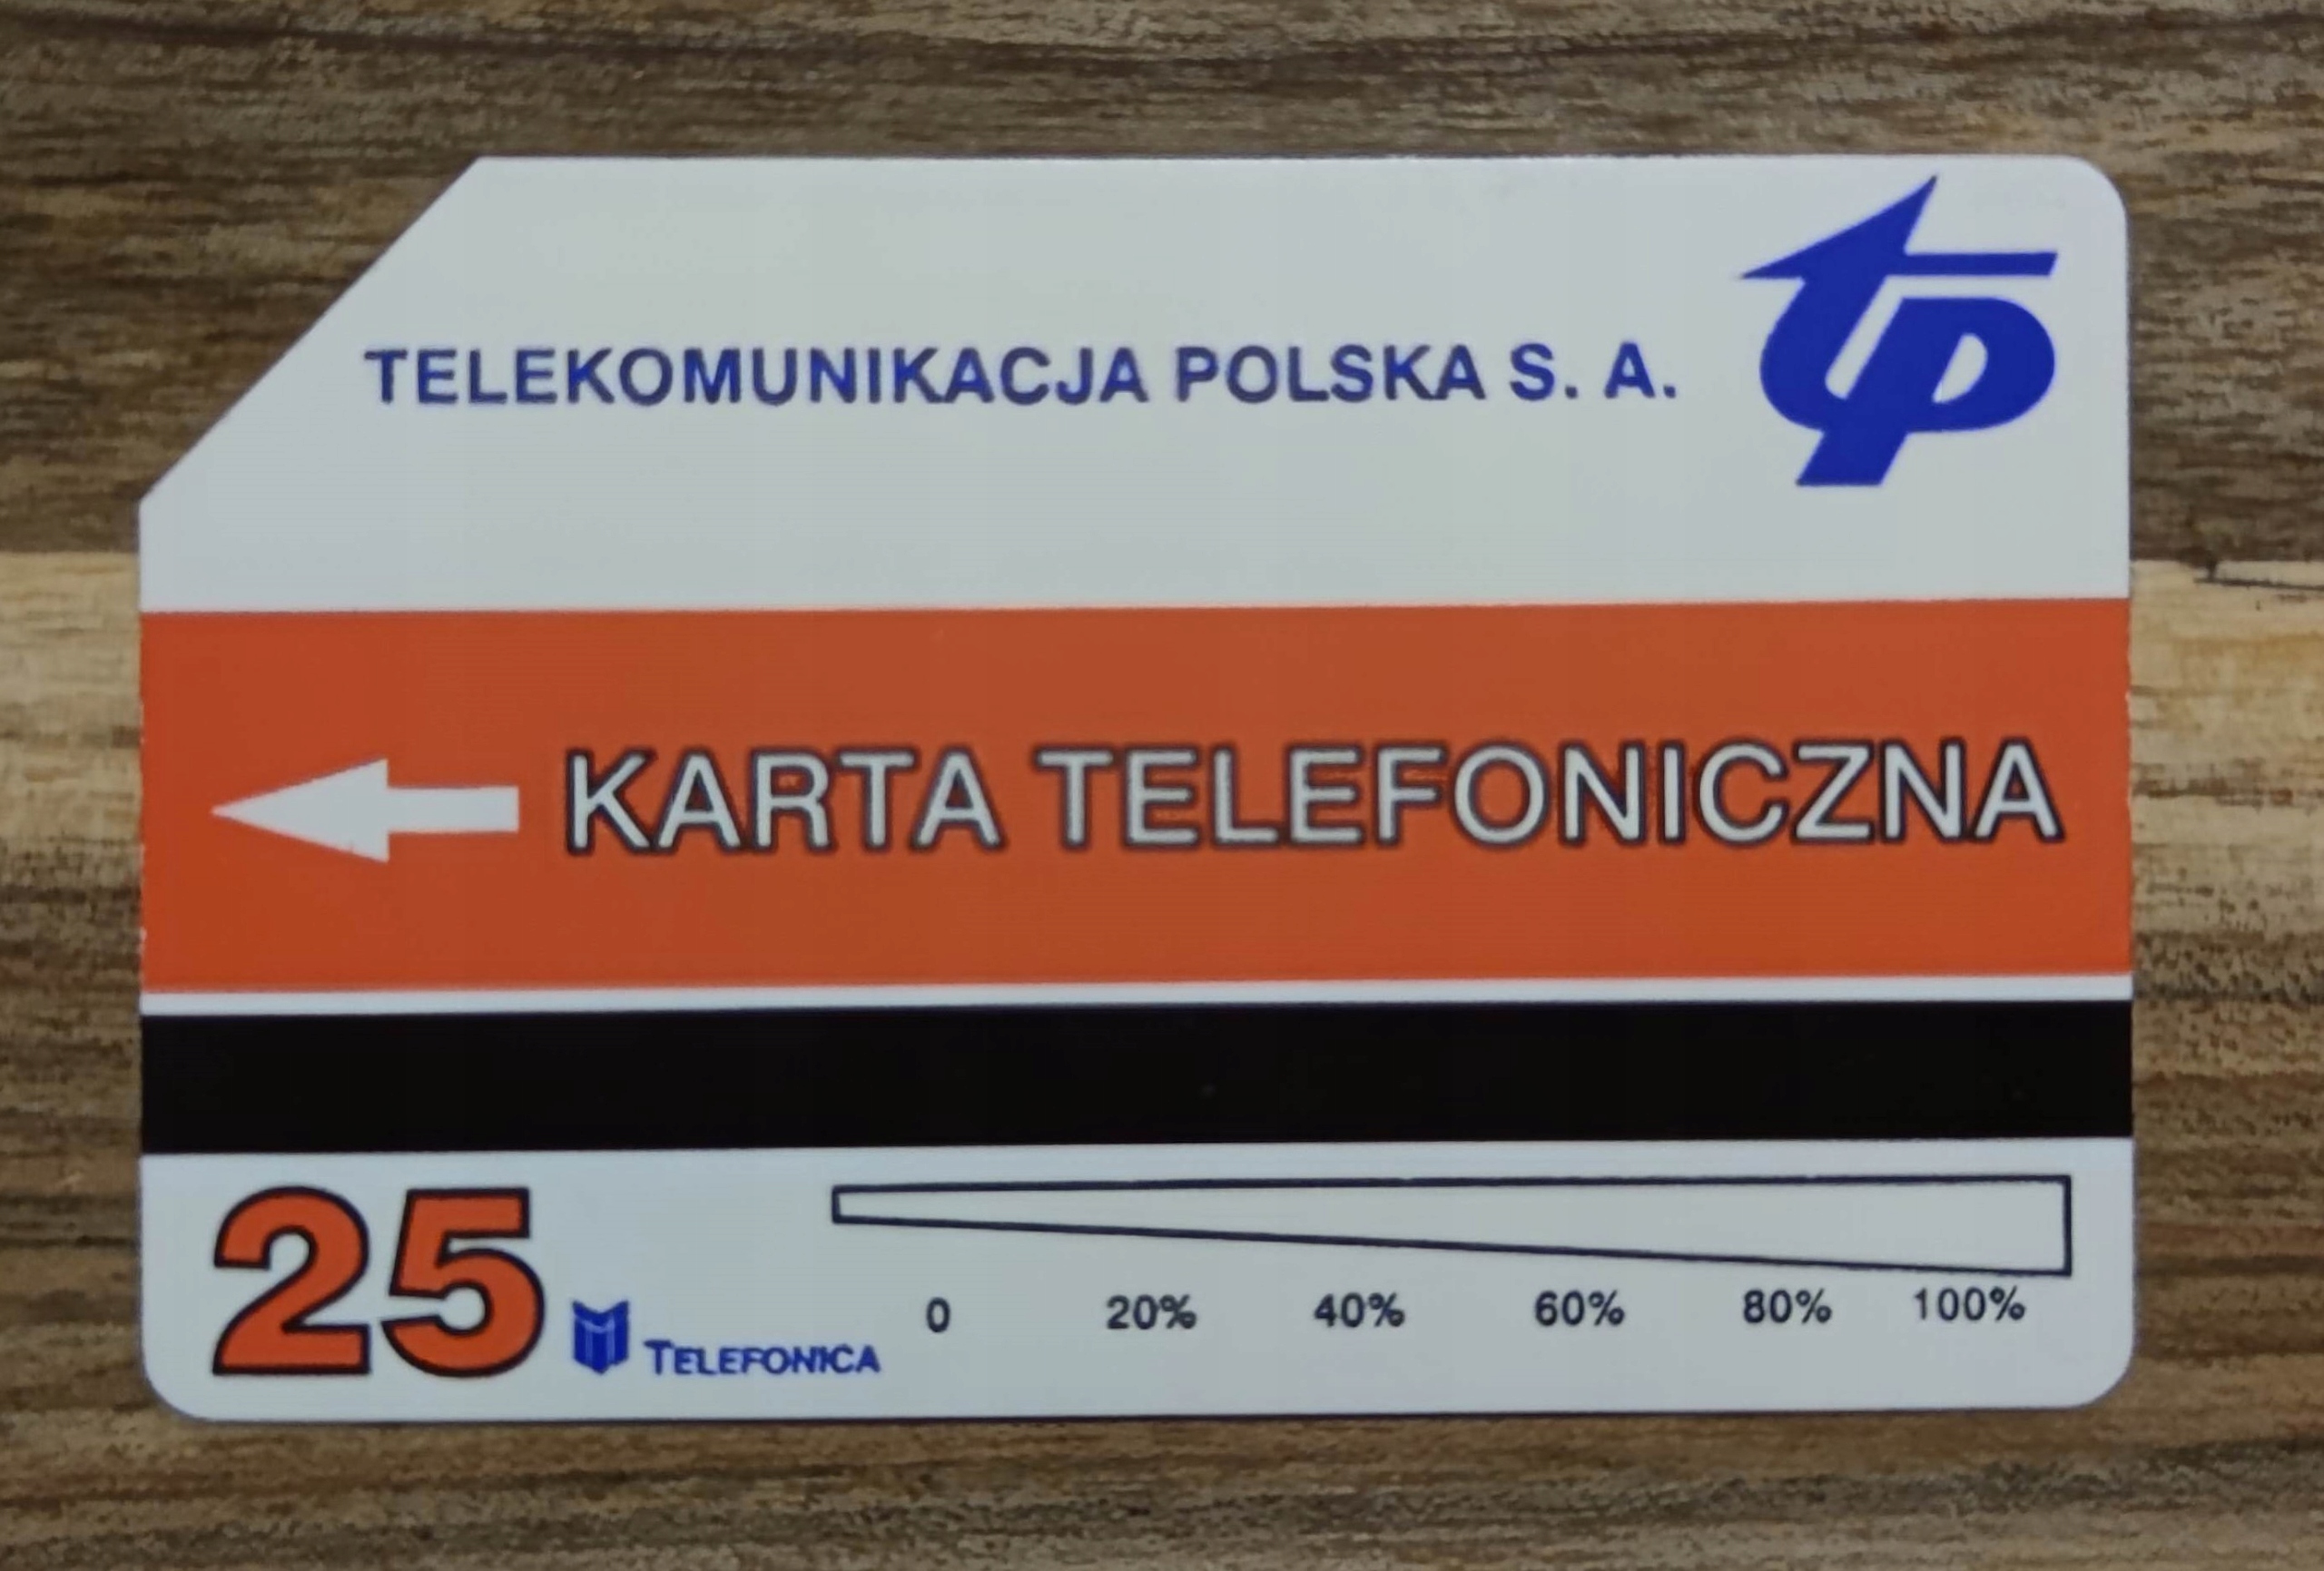 tp
TELEKOMUNIKACJA POLSKA S. A.
KARTA TELEFONICZNA
25
TELEFONICA
0 20% 40% 60% 80% 100%